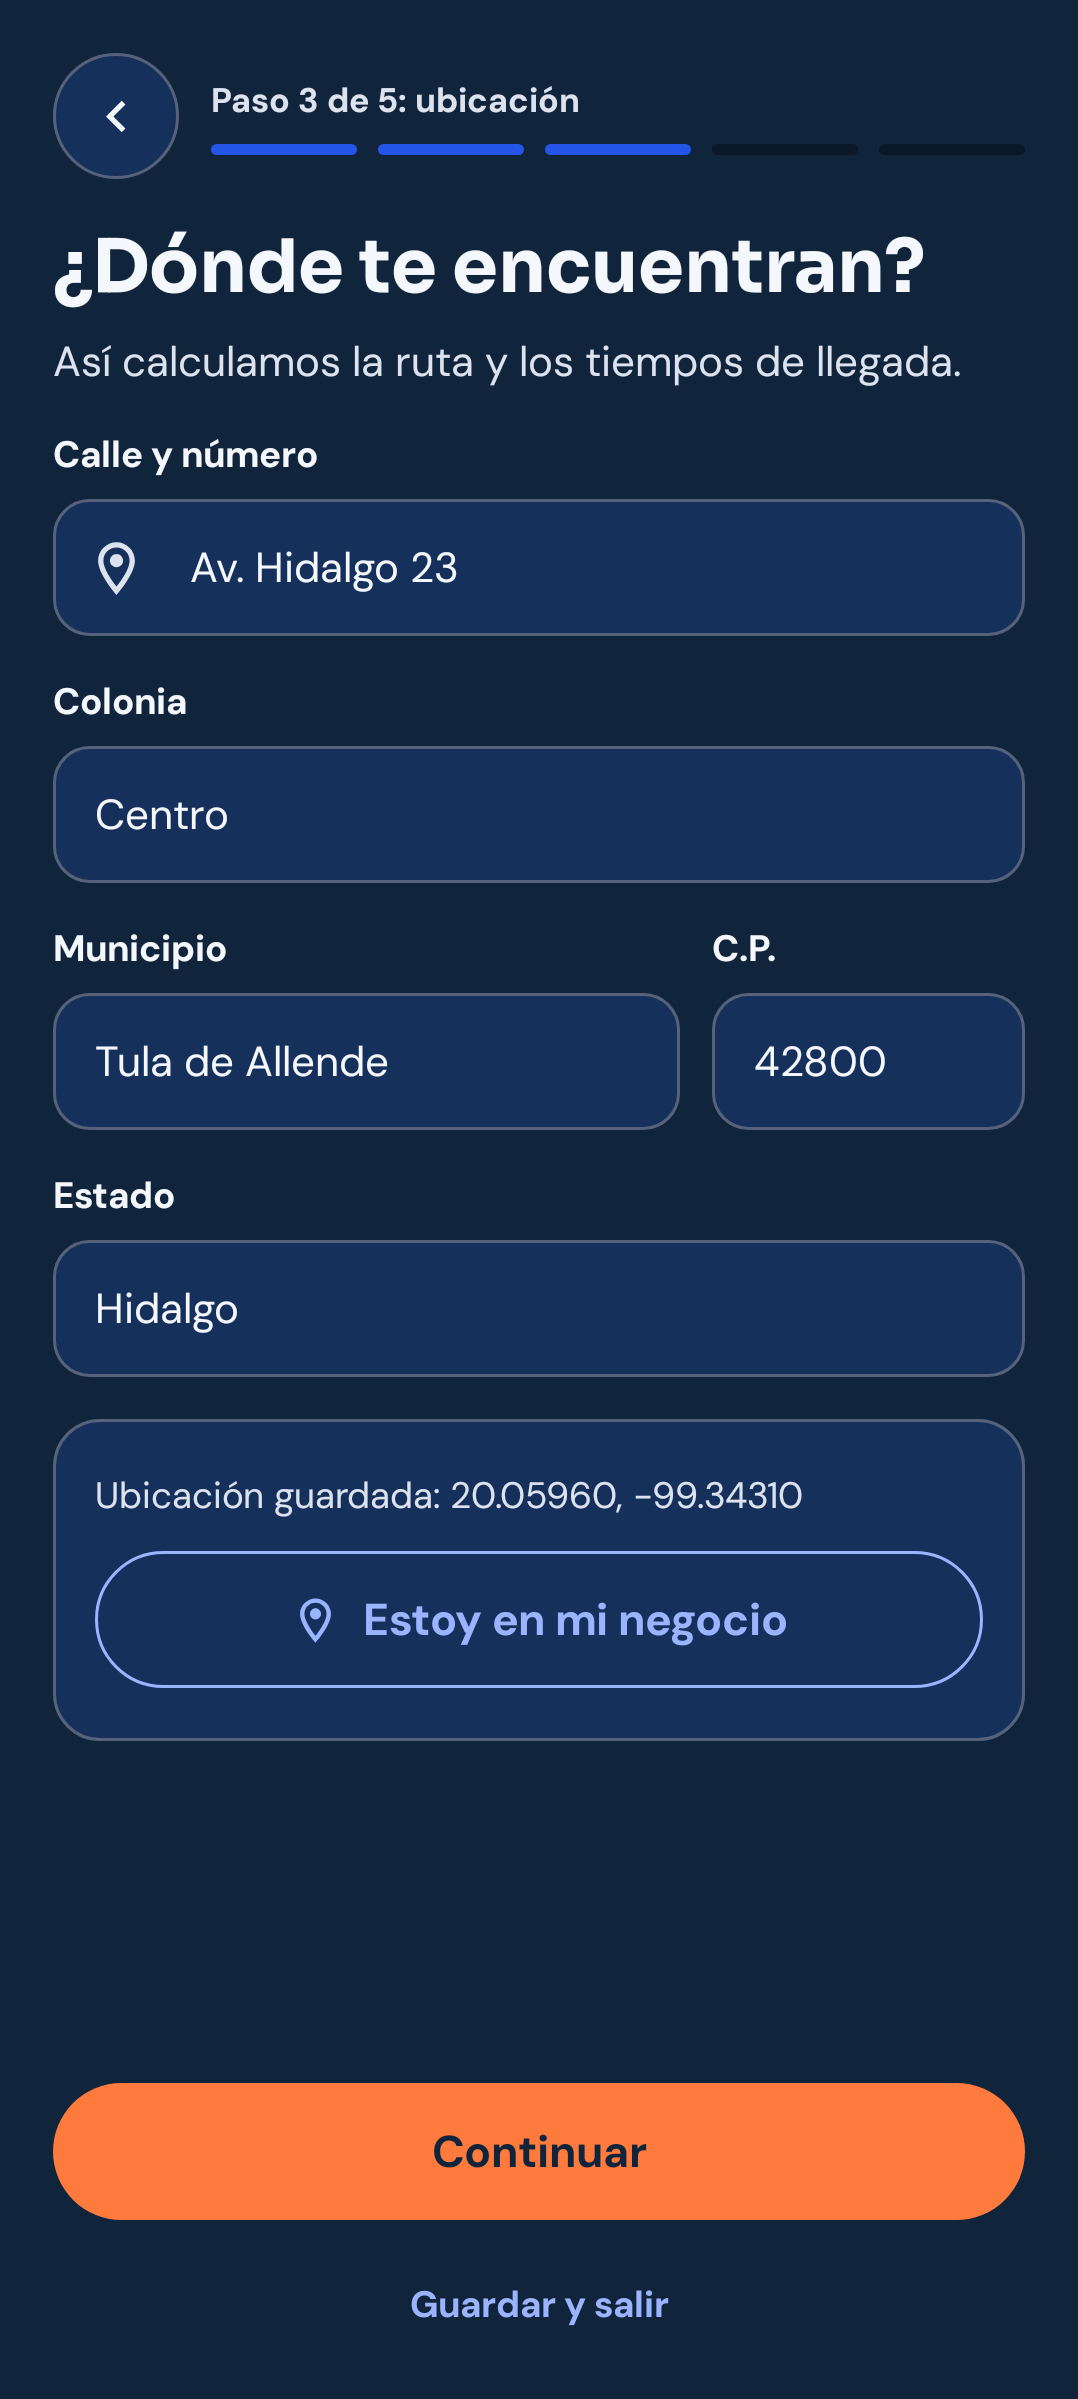 Paso 3 de 5: ubicación
¿Dónde te encuentran?
Así calculamos la ruta y los tiempos de llegada.
Calle y número
Av. Hidalgo 23
Colonia
Centro
Municipio
C.P.
Tula de Allende
42800
Estado
Hidalgo
Ubicación guardada: 20.05960, -99.34310
Estoy en mi negocio
Continuar
Guardar y salir